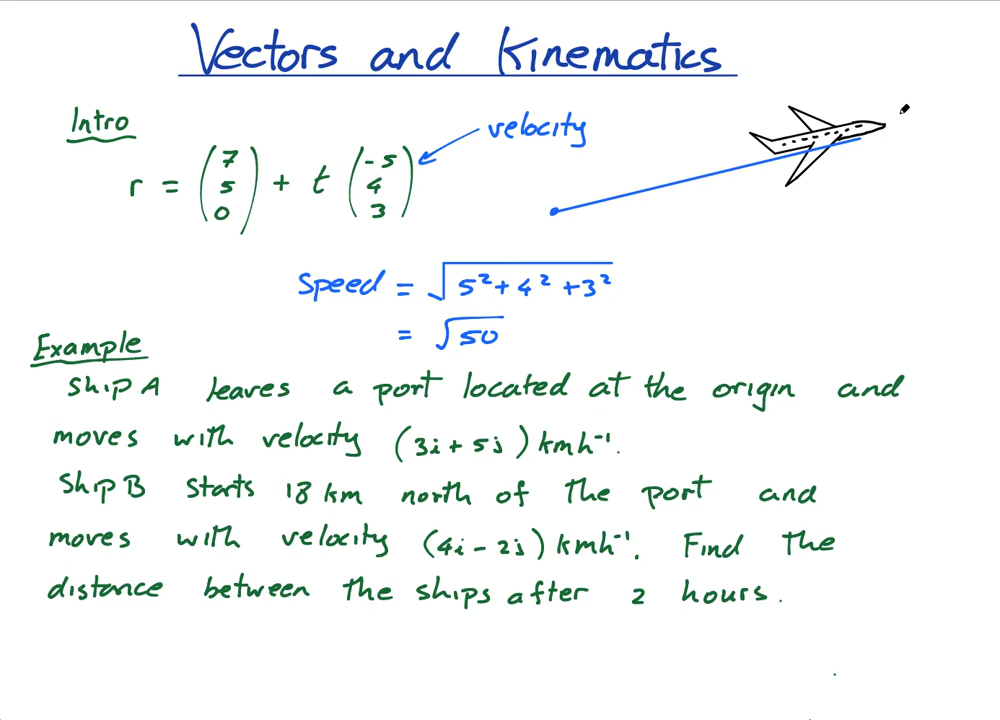 Vectors and Kinematics
Intro
velocity
r = (7 5 0) + t (-5 4 3)
Speed = √5² + 4² + 3²
= √50
Example
Ship A leaves a port located at the origin and
moves with velocity (3i + 5j) kmh⁻¹.
Ship B starts 18 km north of the port and
moves with velocity (4i - 2j) kmh⁻¹. Find the
distance between the ships after 2 hours.